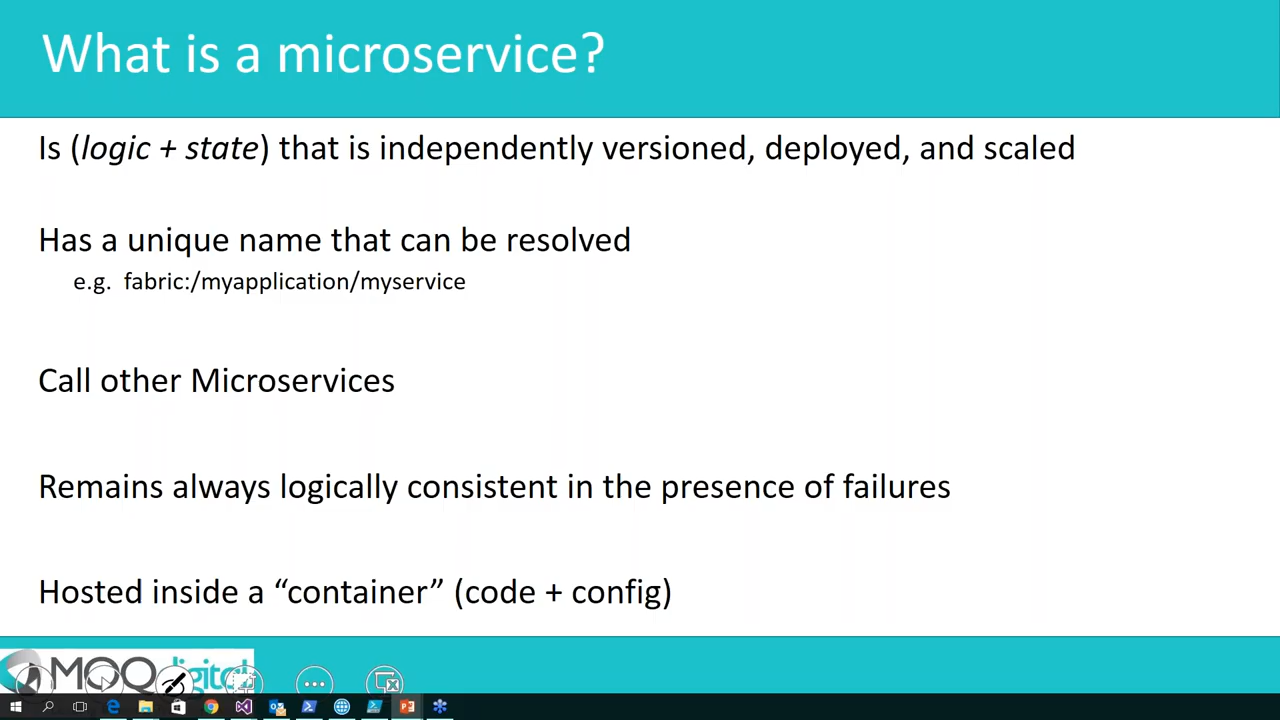 What is a microservice?
Is (logic + state) that is independently versioned, deployed, and scaled
Has a unique name that can be resolved
e.g. fabric:/myapplication/myservice
Call other Microservices
Remains always logically consistent in the presence of failures
Hosted inside a “container” (code + config)
MOQdigital